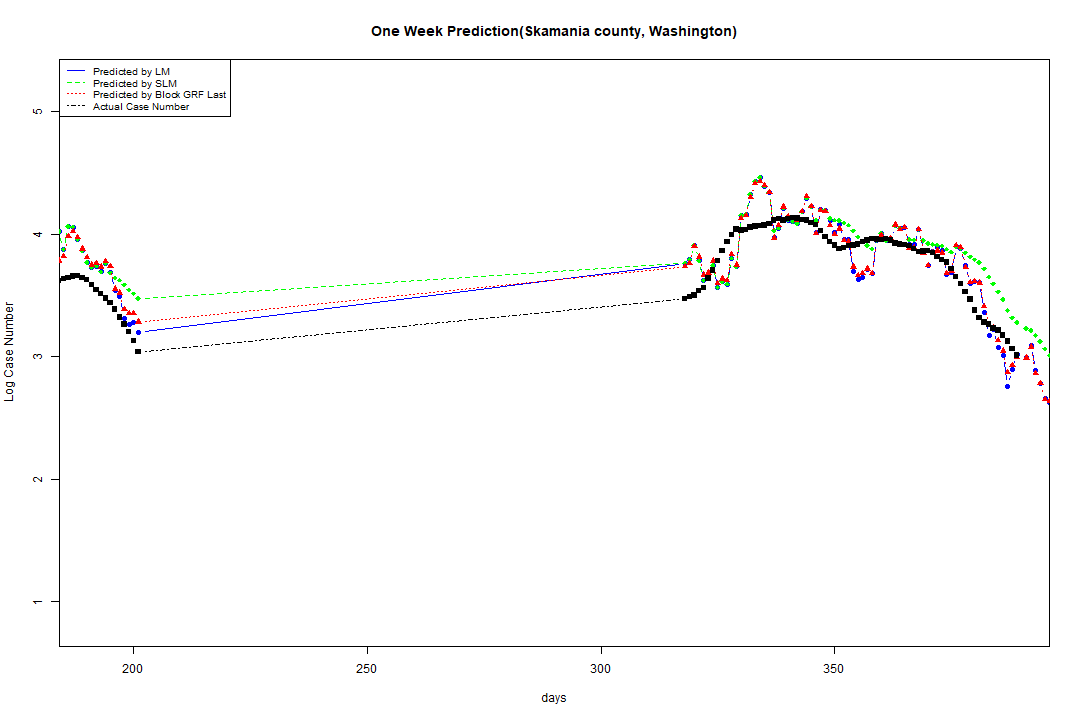 One Week Prediction(Skamania county, Washington)
Predicted by LM
Predicted by SLM
Predicted by Block GRF Last
Actual Case Number
5
4
3
2
1
Log Case Number
200
250
300
350
days